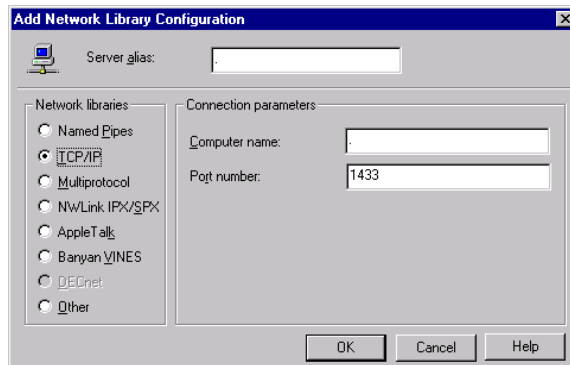 Add Network Library Configuration
Server alias: .
Network libraries
Named Pipes
TCP/IP
Multiprotocol
NWLink IPX/SPX
AppleTalk
Banyan VINES
DECnet
Other
Connection parameters
Computer name: .
Port number: 1433
OK Cancel Help